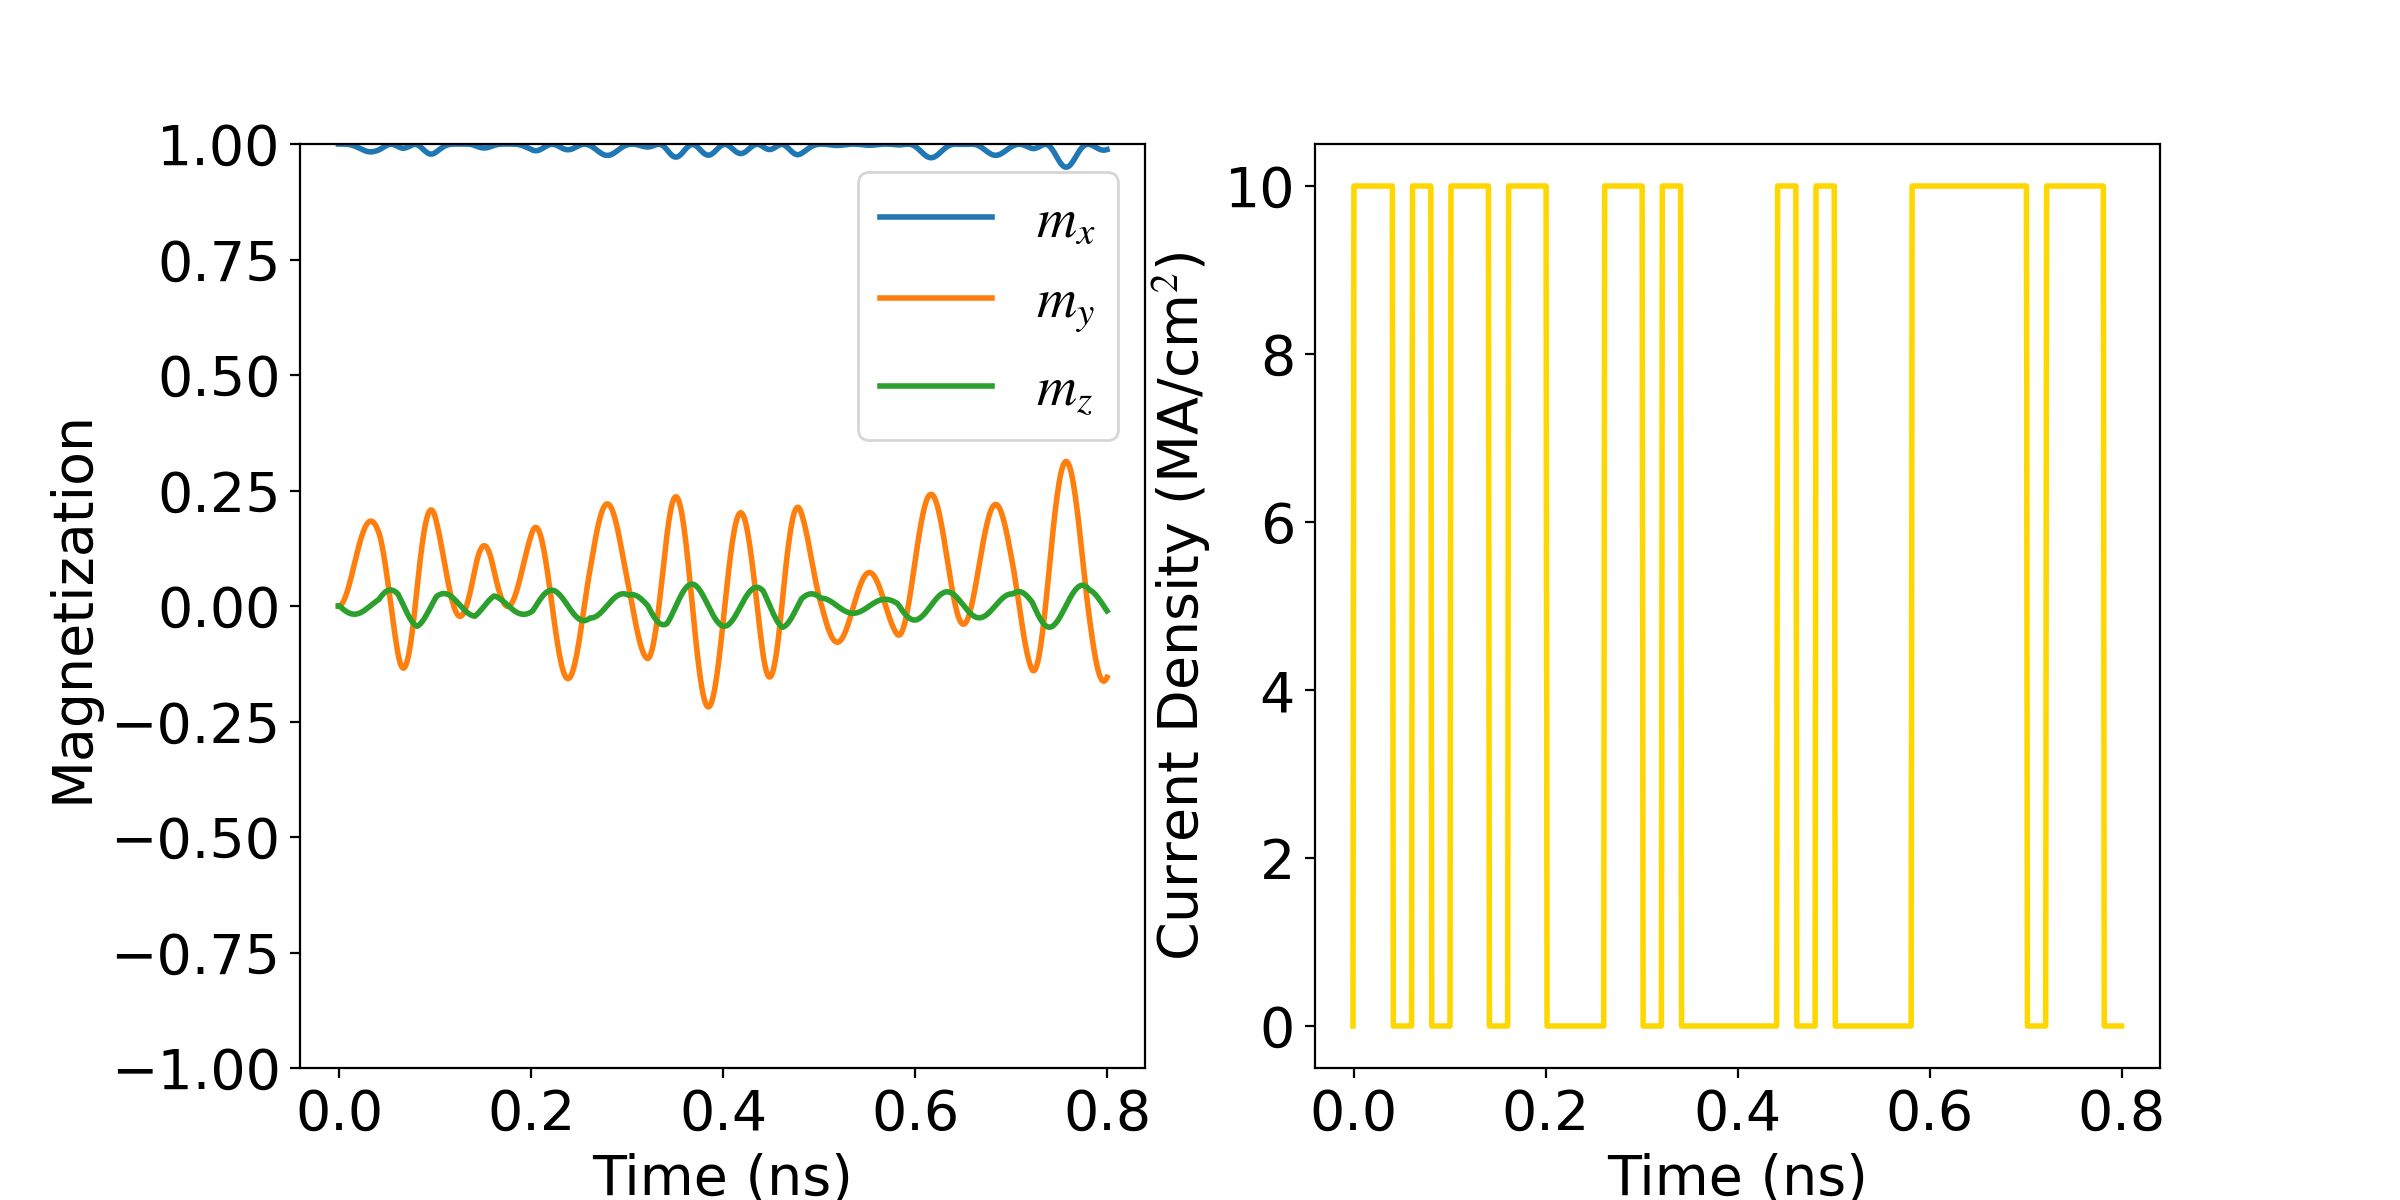 1.00
0.75
0.50
0.25
0.00
−0.25
−0.50
−0.75
−1.00
Magnetization
0.0 0.2 0.4 0.6 0.8
Time (ns)
m_x
m_y
m_z
10
8
6
4
2
0
Current Density (MA/cm²)
0.0 0.2 0.4 0.6 0.8
Time (ns)